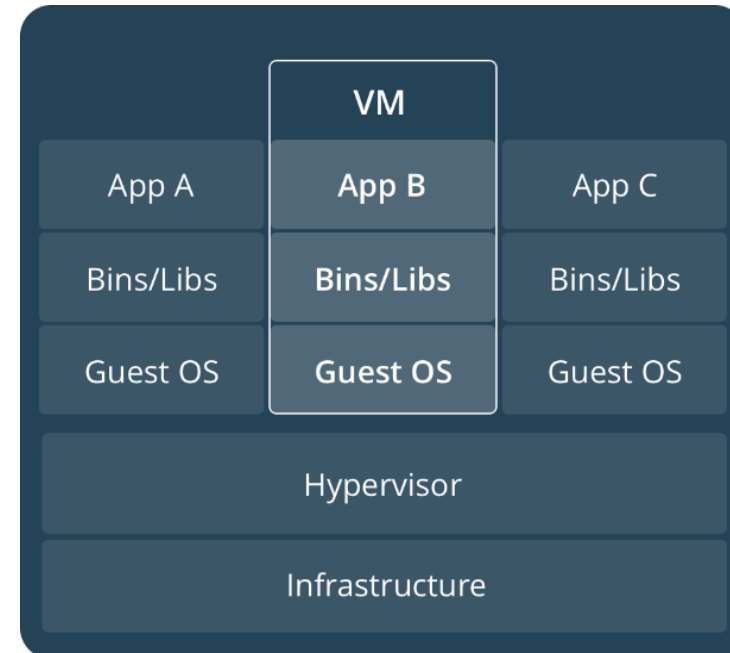 VM
App A App B App C
Bins/Libs Bins/Libs Bins/Libs
Guest OS Guest OS Guest OS
Hypervisor
Infrastructure